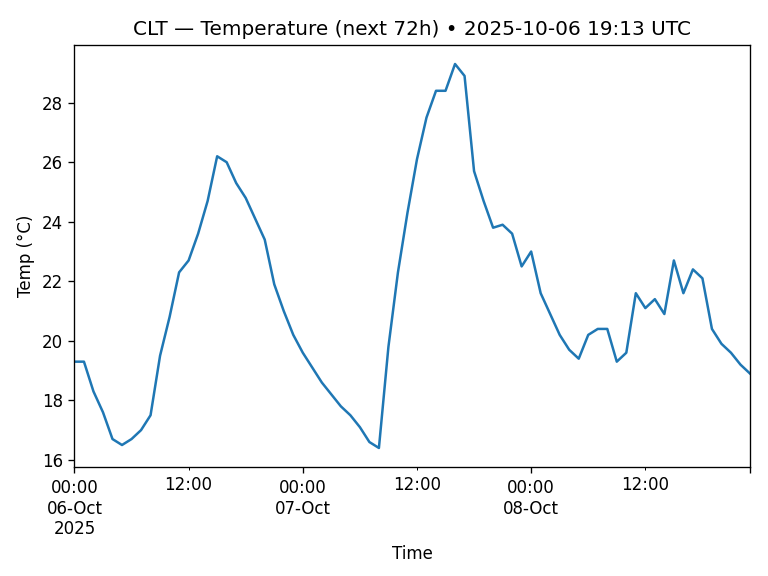 CLT — Temperature (next 72h) • 2025-10-06 19:13 UTC
28
26
24
22
20
18
16
Temp (°C)
00:00 12:00 00:00 12:00 00:00 12:00
06-Oct 07-Oct 08-Oct
2025
Time